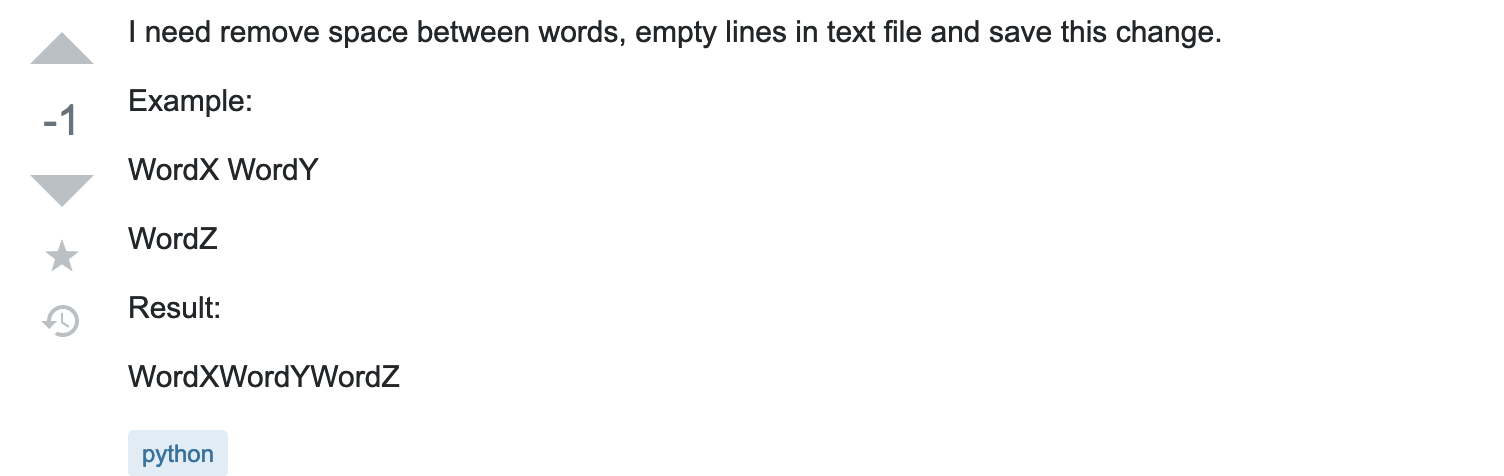 I need remove space between words, empty lines in text file and save this change.
-1
Example:
WordX WordY
WordZ
Result:
WordXWordYWordZ
python